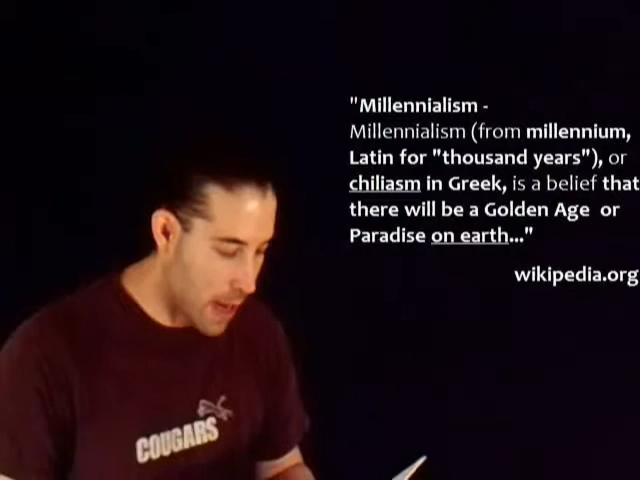 "Millennialism -
Millennialism (from millennium,
Latin for "thousand years"), or
chiliasm in Greek, is a belief that
there will be a Golden Age or
Paradise on earth..."
wikipedia.org
COUGARS